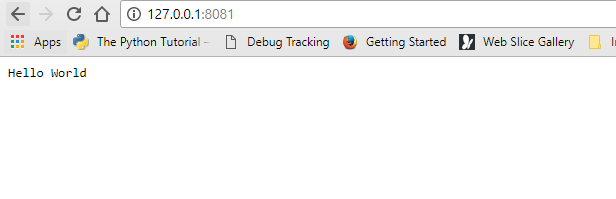 127.0.0.1:8081
Apps The Python Tutorial – Debug Tracking Getting Started Web Slice Gallery
Hello World